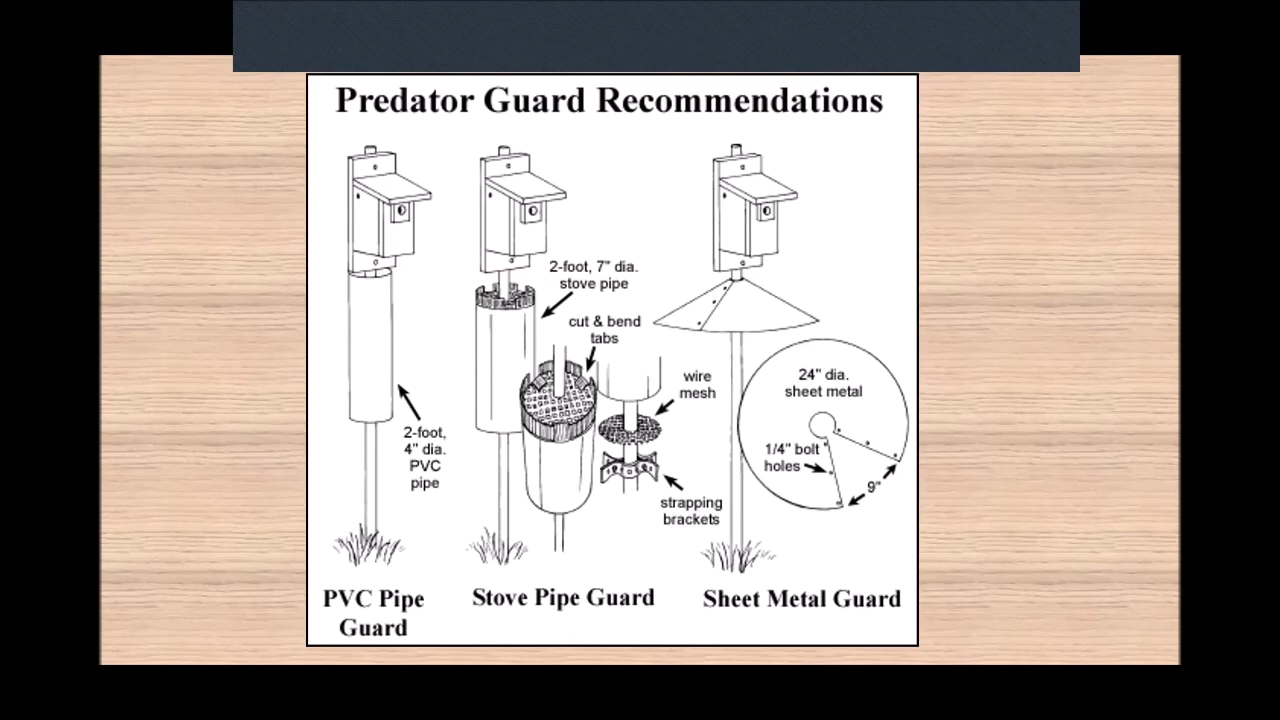 Predator Guard Recommendations
2-foot,
4" dia.
PVC
pipe
PVC Pipe
Guard
2-foot, 7" dia.
stove pipe
cut & bend
tabs
wire
mesh
strapping
brackets
Stove Pipe Guard
24" dia.
sheet metal
1/4" bolt
holes
9"
Sheet Metal Guard